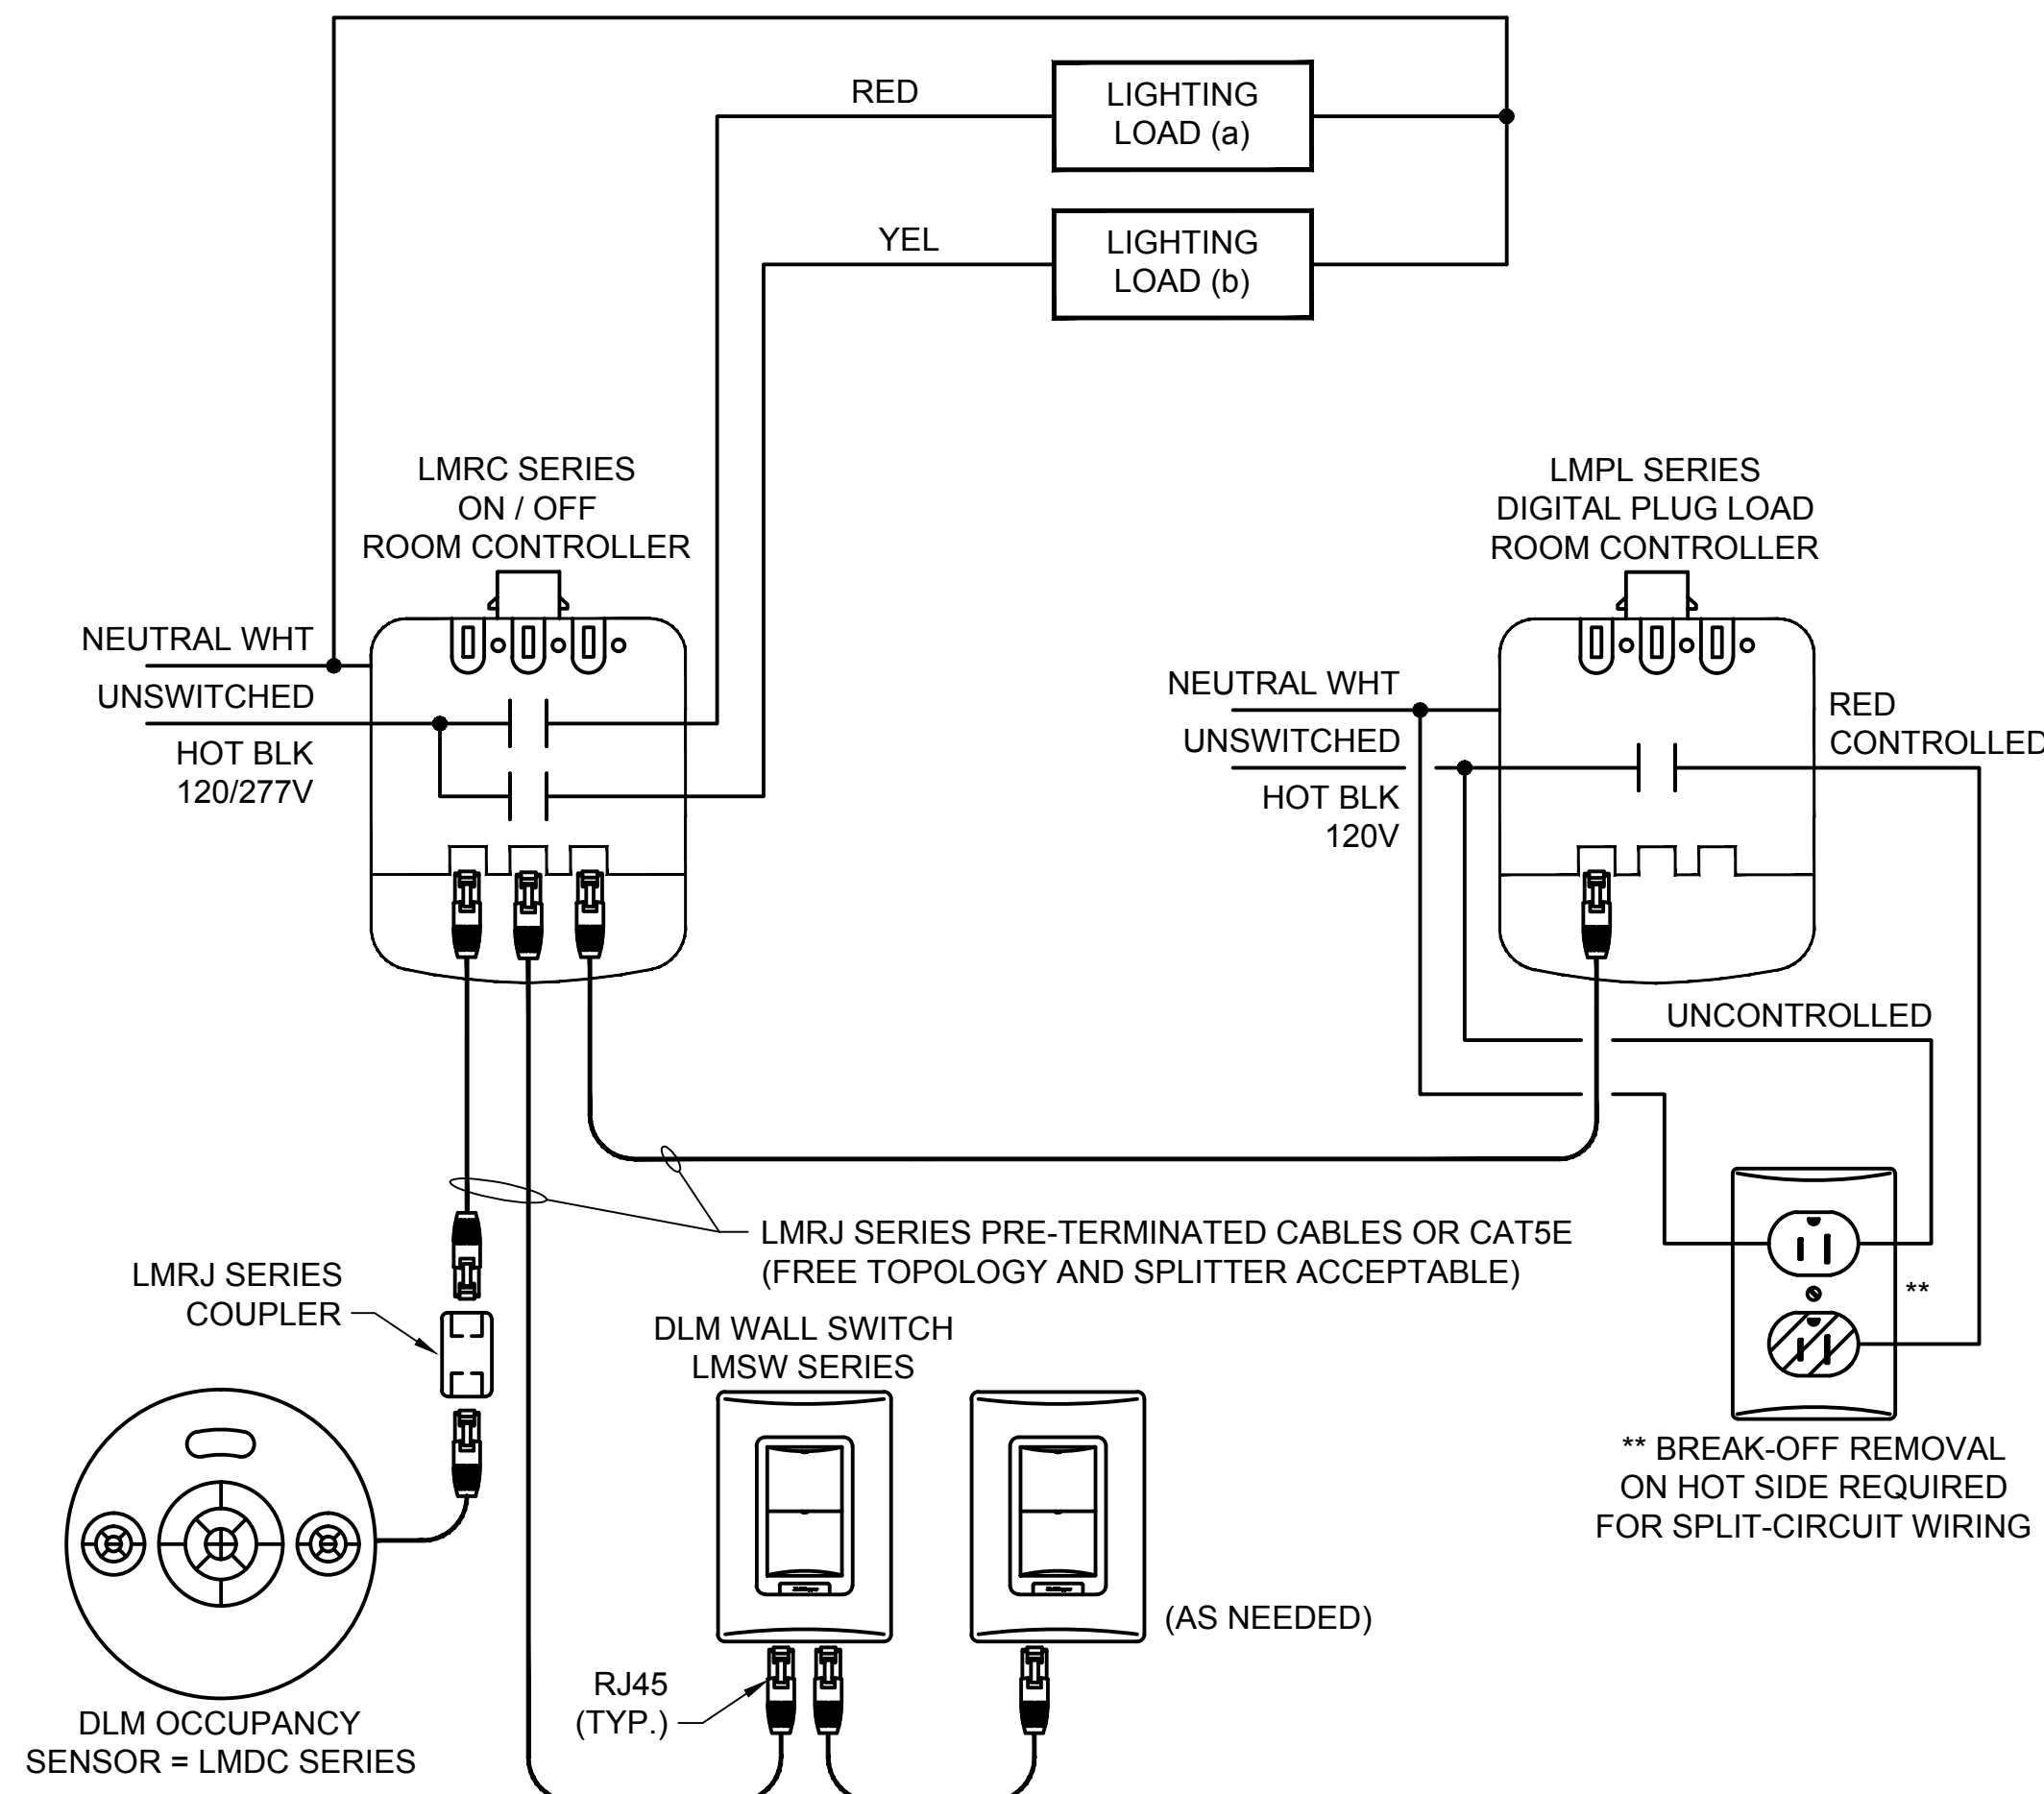 RED
LIGHTING
LOAD (a)
YEL
LIGHTING
LOAD (b)
LMRC SERIES
ON / OFF
ROOM CONTROLLER
LMPL SERIES
DIGITAL PLUG LOAD
ROOM CONTROLLER
NEUTRAL WHT
UNSWITCHED
HOT BLK
120/277V
NEUTRAL WHT
UNSWITCHED
HOT BLK
120V
RED
CONTROLLED
UNCONTROLLED
LMRJ SERIES PRE-TERMINATED CABLES OR CAT5E
(FREE TOPOLOGY AND SPLITTER ACCEPTABLE)
LMRJ SERIES
COUPLER
**
DLM WALL SWITCH
LMSW SERIES
** BREAK-OFF REMOVAL
ON HOT SIDE REQUIRED
FOR SPLIT-CIRCUIT WIRING
(AS NEEDED)
RJ45
(TYP.)
DLM OCCUPANCY
SENSOR = LMDC SERIES